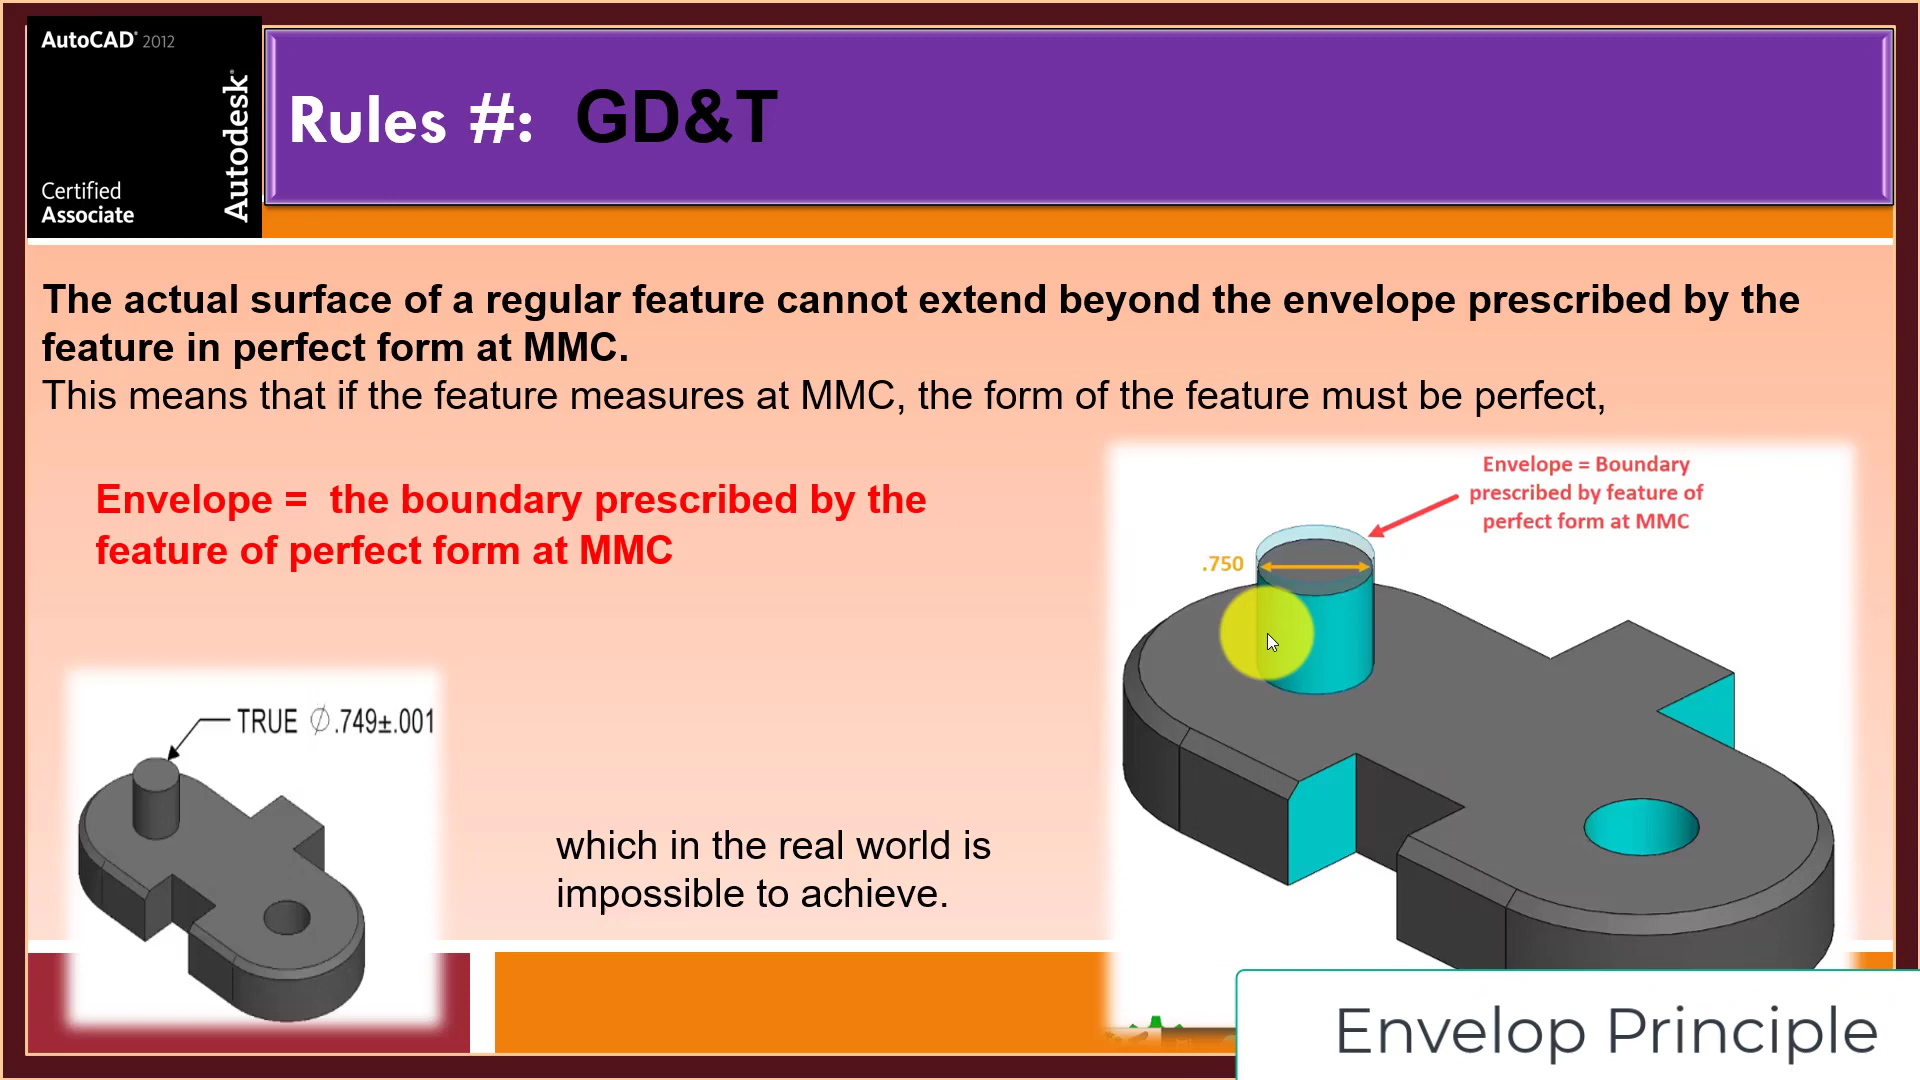 AutoCAD® 2012
Autodesk®
Certified
Associate
Rules #: GD&T
The actual surface of a regular feature cannot extend beyond the envelope prescribed by the
feature in perfect form at MMC.
This means that if the feature measures at MMC, the form of the feature must be perfect,
Envelope = the boundary prescribed by the
feature of perfect form at MMC
Envelope = Boundary
prescribed by feature of
perfect form at MMC
.750
TRUE ∅ .749±.001
which in the real world is
impossible to achieve.
Envelop Principle